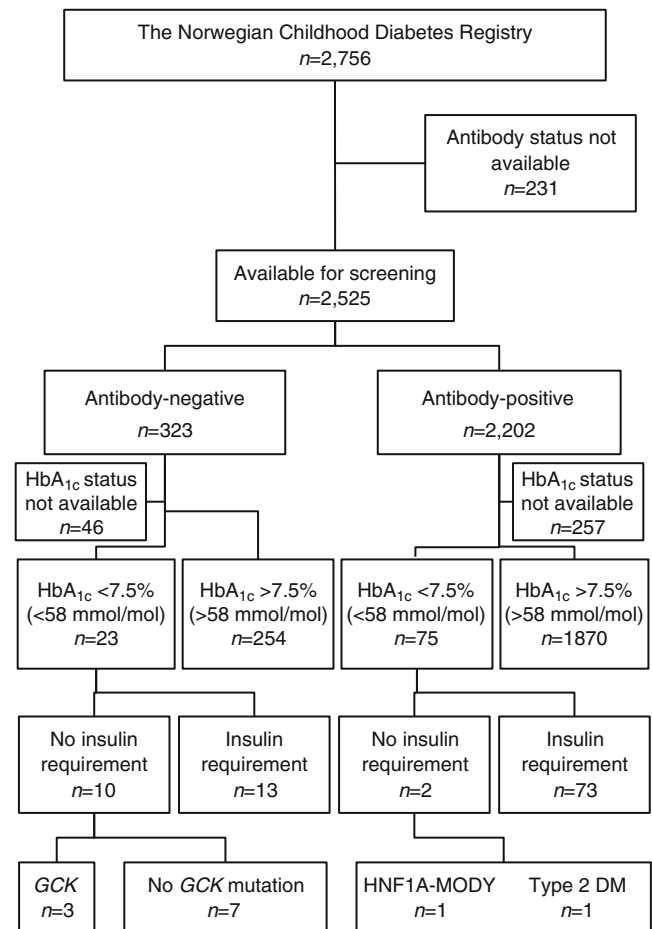 The Norwegian Childhood Diabetes Registry
n=2,756
Antibody status not
available
n=231
Available for screening
n=2,525
Antibody-negative
n=323
Antibody-positive
n=2,202
HbA1c status
not available
n=46
HbA1c status
not available
n=257
HbA1c <7.5%
(<58 mmol/mol)
n=23
HbA1c >7.5%
(>58 mmol/mol)
n=254
HbA1c <7.5%
(<58 mmol/mol)
n=75
HbA1c >7.5%
(>58 mmol/mol)
n=1870
No insulin
requirement
n=10
Insulin
requirement
n=13
No insulin
requirement
n=2
Insulin
requirement
n=73
GCK
n=3
No GCK mutation
n=7
HNF1A-MODY
n=1
Type 2 DM
n=1